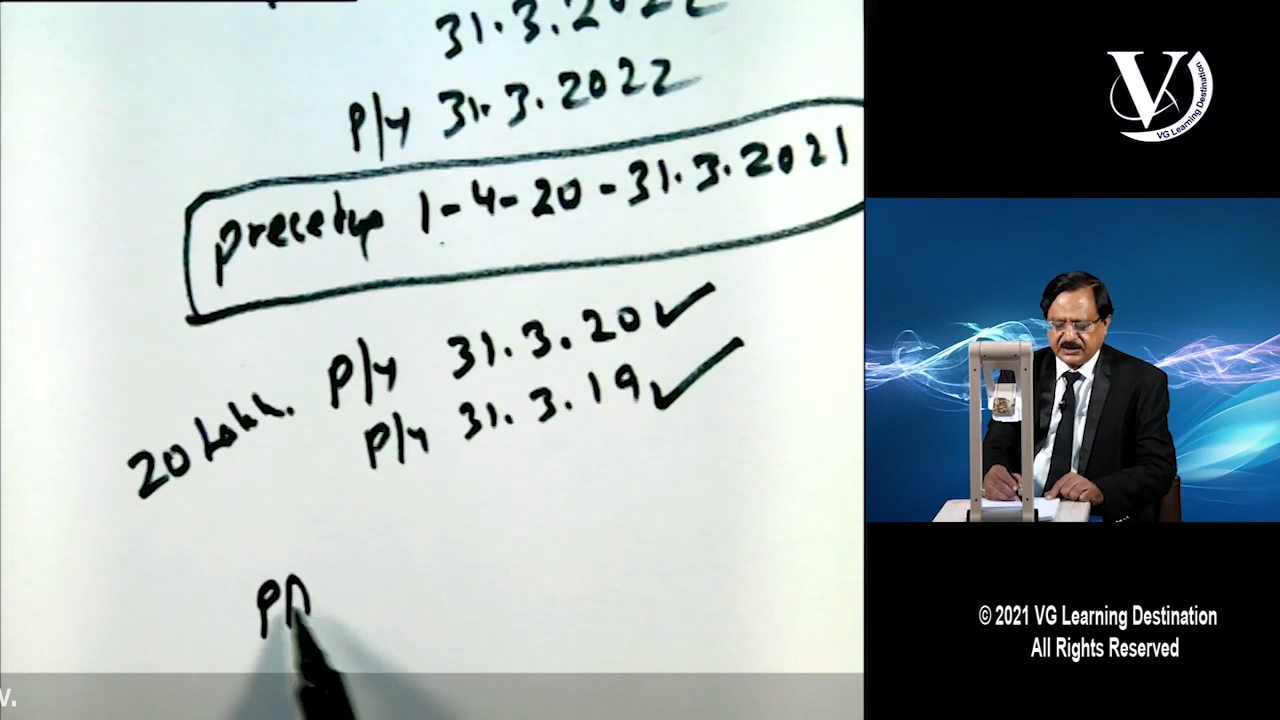 31.3.2022
P/y 31.3.2022
precedup 1-4-20-31.3.2021
P/y 31.3.20 ✓
20 Lakh. P/y 31.3.19 ✓
PA
v.
V
VG Learning Destination
© 2021 VG Learning Destination
All Rights Reserved